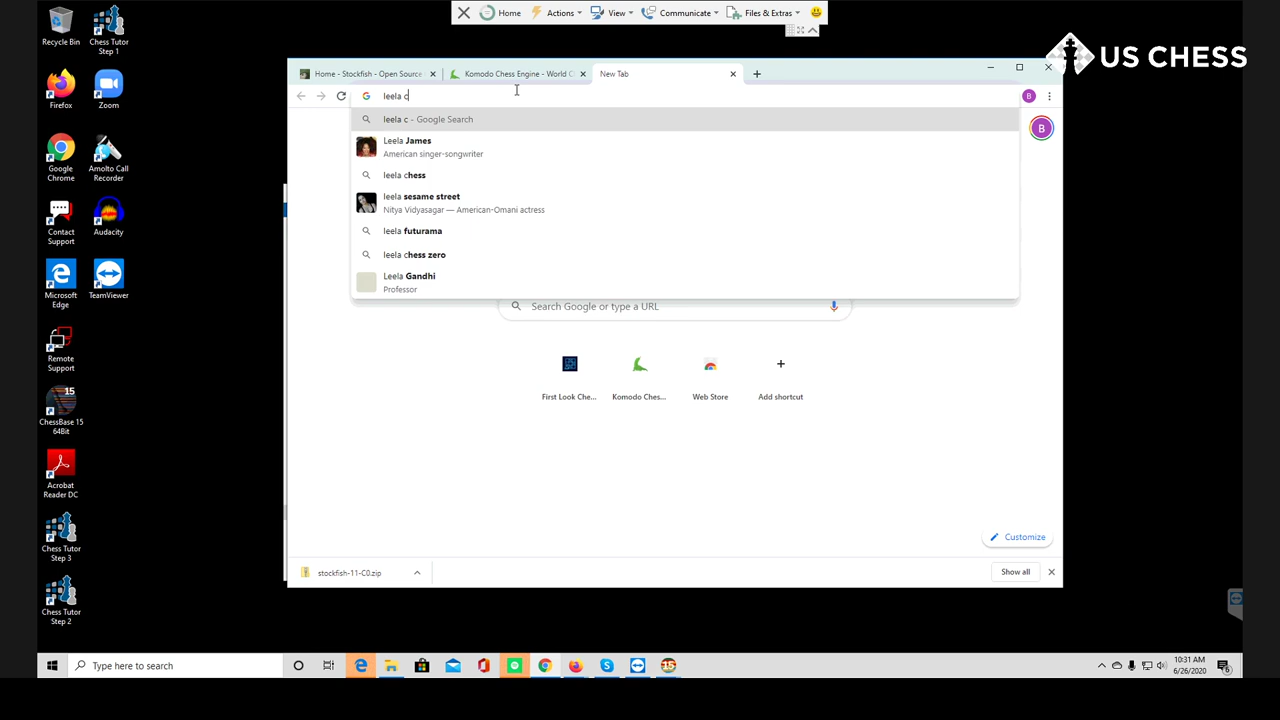 Home
Actions
View
Communicate
Files & Extras
US CHESS
Recycle Bin
Chess Tutor
Step 1
Firefox
Zoom
Google
Chrome
Amolto Call
Recorder
Contact
Support
Audacity
Microsoft
Edge
TeamViewer
Remote
Support
15
ChessBase 15
64Bit
Acrobat
Reader DC
Chess Tutor
Step 3
Chess Tutor
Step 2
Home - Stockfish - Open Source
Komodo Chess Engine - World C
New Tab
leela c
B
leela c - Google Search
B
Leela James
American singer-songwriter
leela chess
leela sesame street
Nitya Vidyasagar — American-Omani actress
leela futurama
leela chess zero
Leela Gandhi
Professor
Search Google or type a URL
First Look Che...
Komodo Ches...
Web Store
Add shortcut
Customize
stockfish-11-C0.zip
Show all
Type here to search
15
10:31 AM
6/26/2020
6